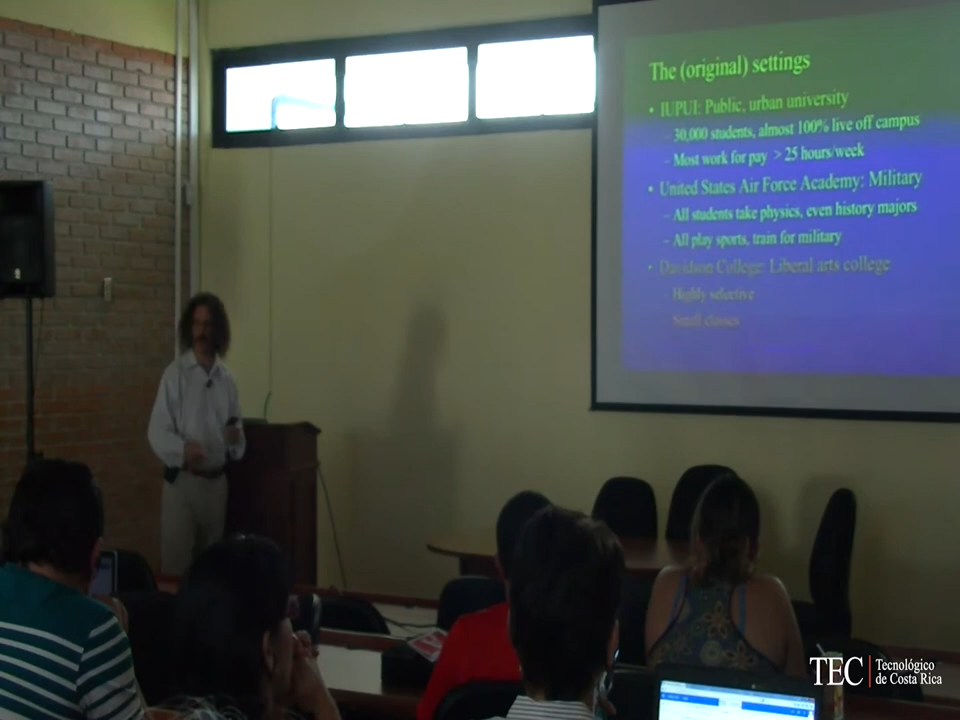 The (original) settings
• IUPUI: Public, urban university
– 30,000 students, almost 100% live off campus
– Most work for pay > 25 hours/week
• United States Air Force Academy: Military
– All students take physics, even history majors
– All play sports, train for military
• Davidson College: Liberal arts college
– Highly selective
– Small classes
TEC | Tecnológico
de Costa Rica